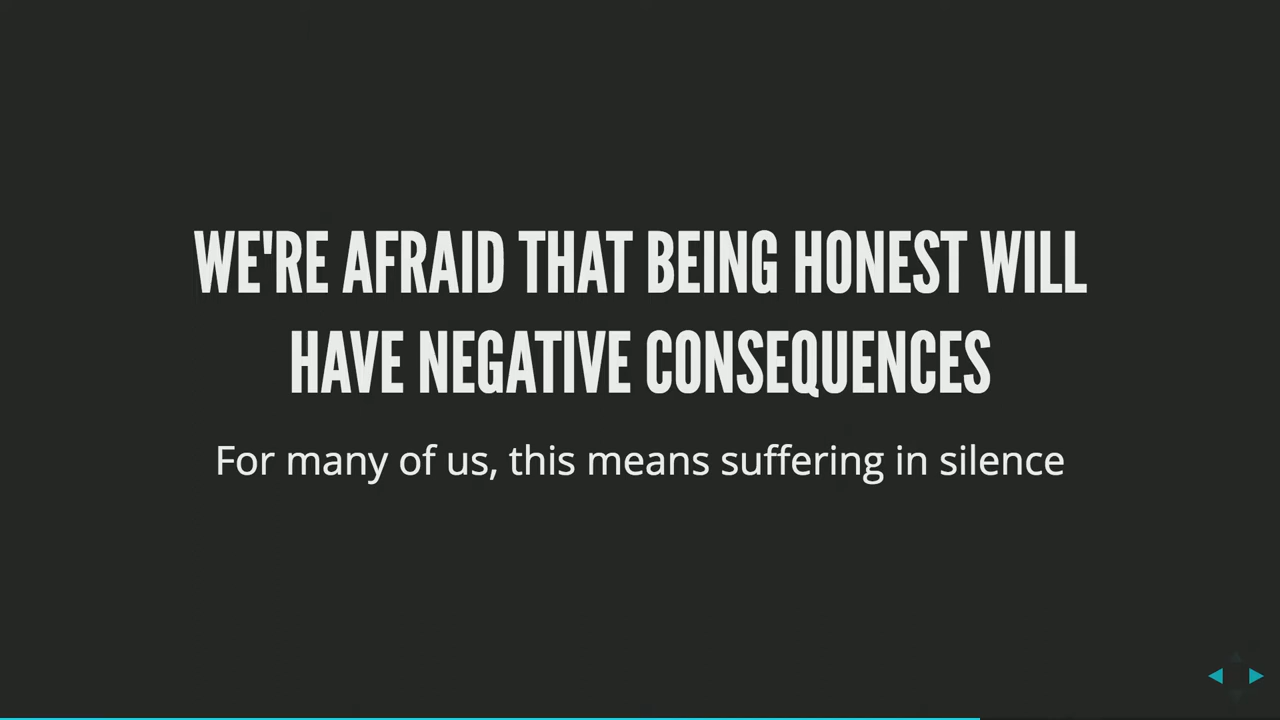 WE'RE AFRAID THAT BEING HONEST WILL
HAVE NEGATIVE CONSEQUENCES
For many of us, this means suffering in silence